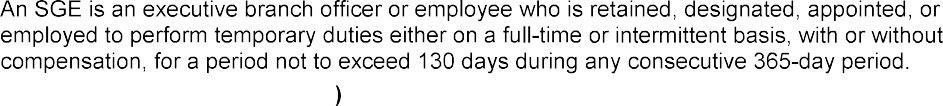 An SGE is an executive branch officer or employee who is retained, designated, appointed, or
employed to perform temporary duties either on a full-time or intermittent basis, with or without
compensation, for a period not to exceed 130 days during any consecutive 365-day period.
)